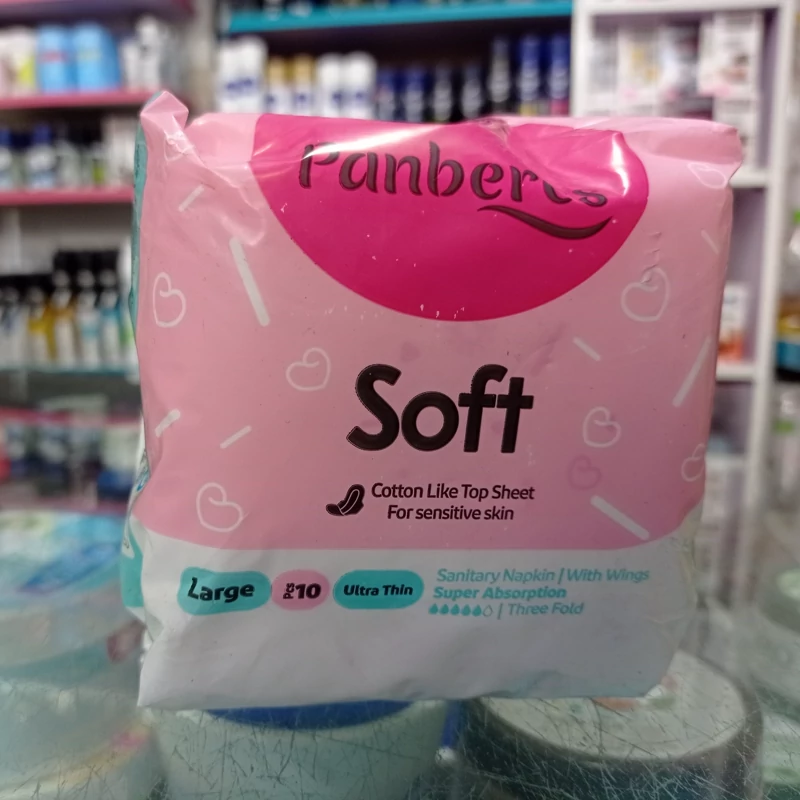 Panberes
Soft
Cotton Like Top Sheet
For sensitive skin
Large
Pcs 10
Ultra Thin
Sanitary Napkin | With Wings
Super Absorption
| Three Fold